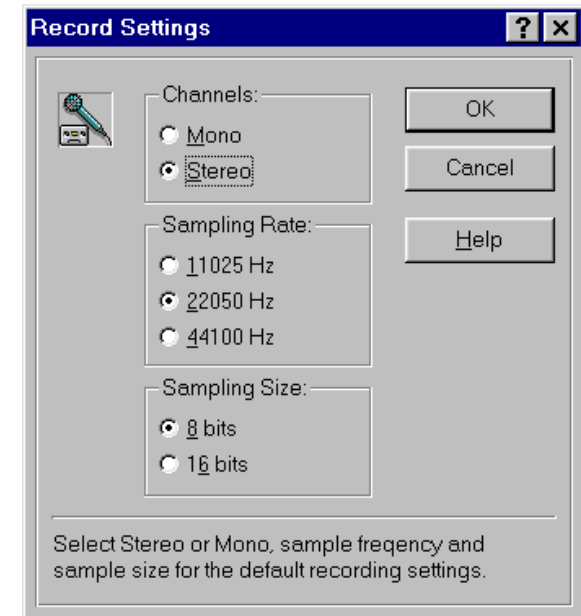 Record Settings
Channels:
Mono
Stereo
Sampling Rate:
11025 Hz
22050 Hz
44100 Hz
Sampling Size:
8 bits
16 bits
OK
Cancel
Help
Select Stereo or Mono, sample freqency and
sample size for the default recording settings.